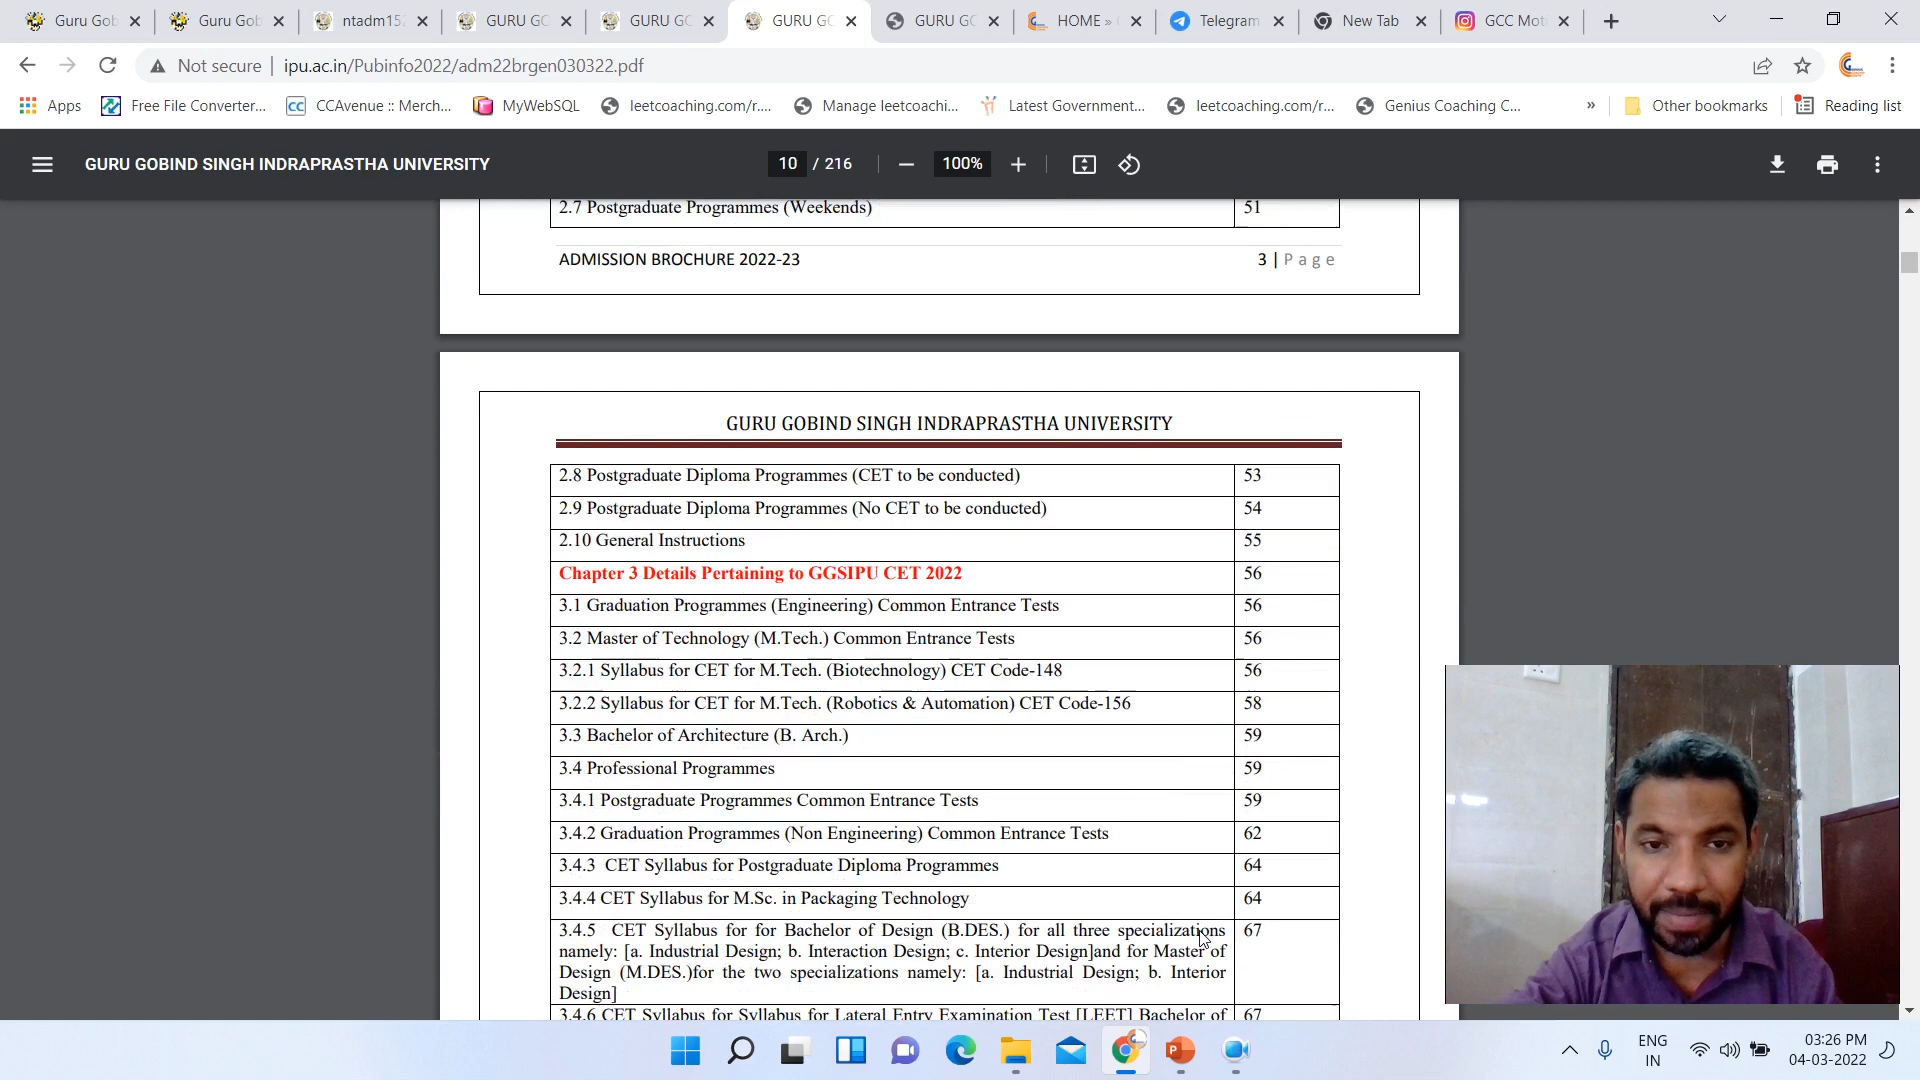 Guru Gob
Guru Gob
ntadm152
GURU GO
GURU GO
GURU GO
GURU GO
HOME »
Telegram
New Tab
GCC Mot
Not secure
ipu.ac.in/Pubinfo2022/adm22brgen030322.pdf
Apps
Free File Converter...
CCAvenue :: Merch...
MyWebSQL
leetcoaching.com/r....
Manage leetcoachi...
Latest Government...
leetcoaching.com/r...
Genius Coaching C...
»
Other bookmarks
Reading list
GURU GOBIND SINGH INDRAPRASTHA UNIVERSITY
10 / 216
100%
2.7 Postgraduate Programmes (Weekends) 51
ADMISSION BROCHURE 2022-23 3 | Page
GURU GOBIND SINGH INDRAPRASTHA UNIVERSITY
2.8 Postgraduate Diploma Programmes (CET to be conducted) 53
2.9 Postgraduate Diploma Programmes (No CET to be conducted) 54
2.10 General Instructions 55
Chapter 3 Details Pertaining to GGSIPU CET 2022 56
3.1 Graduation Programmes (Engineering) Common Entrance Tests 56
3.2 Master of Technology (M.Tech.) Common Entrance Tests 56
3.2.1 Syllabus for CET for M.Tech. (Biotechnology) CET Code-148 56
3.2.2 Syllabus for CET for M.Tech. (Robotics & Automation) CET Code-156 58
3.3 Bachelor of Architecture (B. Arch.) 59
3.4 Professional Programmes 59
3.4.1 Postgraduate Programmes Common Entrance Tests 59
3.4.2 Graduation Programmes (Non Engineering) Common Entrance Tests 62
3.4.3 CET Syllabus for Postgraduate Diploma Programmes 64
3.4.4 CET Syllabus for M.Sc. in Packaging Technology 64
3.4.5 CET Syllabus for for Bachelor of Design (B.DES.) for all three specializations 67
namely: [a. Industrial Design; b. Interaction Design; c. Interior Design]and for Master of
Design (M.DES.)for the two specializations namely: [a. Industrial Design; b. Interior
Design]
3.4.6 CET Syllabus for Syllabus for Lateral Entry Examination Test [LEET] Bachelor of 67
ENG
IN
03:26 PM
04-03-2022